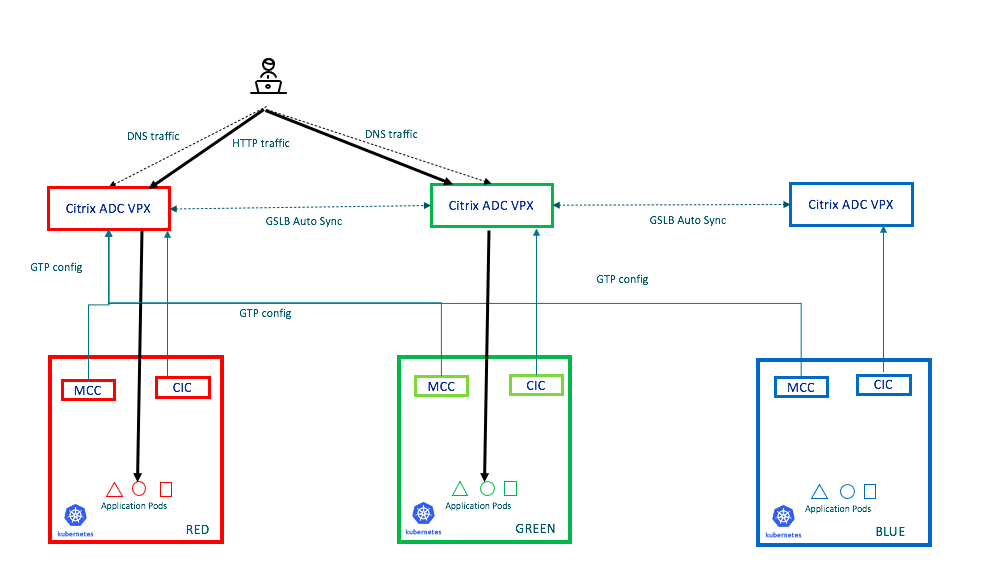 DNS traffic
HTTP traffic
DNS traffic
Citrix ADC VPX
Citrix ADC VPX
Citrix ADC VPX
GSLB Auto Sync
GSLB Auto Sync
GTP config
GTP config
GTP config
MCC
CIC
MCC
CIC
MCC
CIC
Application Pods
Application Pods
Application Pods
kubernetes
RED
kubernetes
GREEN
kubernetes
BLUE